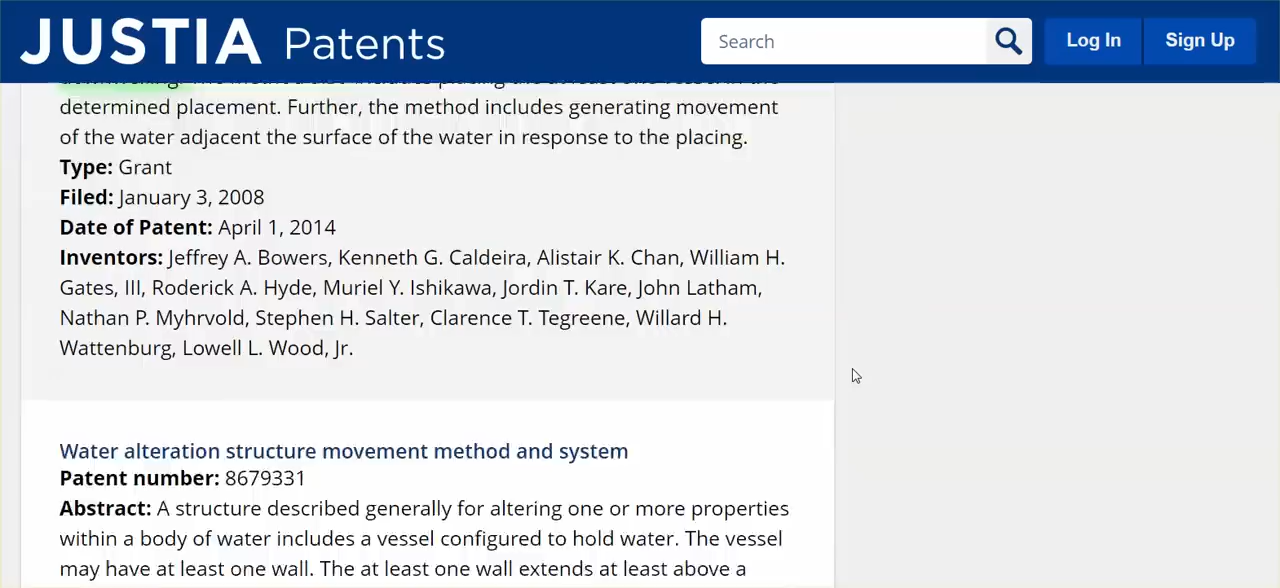 JUSTIA Patents
Search
Log In
Sign Up
determined placement. Further, the method includes generating movement
of the water adjacent the surface of the water in response to the placing.
Type: Grant
Filed: January 3, 2008
Date of Patent: April 1, 2014
Inventors: Jeffrey A. Bowers, Kenneth G. Caldeira, Alistair K. Chan, William H.
Gates, III, Roderick A. Hyde, Muriel Y. Ishikawa, Jordin T. Kare, John Latham,
Nathan P. Myhrvold, Stephen H. Salter, Clarence T. Tegreene, Willard H.
Wattenburg, Lowell L. Wood, Jr.
Water alteration structure movement method and system
Patent number: 8679331
Abstract: A structure described generally for altering one or more properties
within a body of water includes a vessel configured to hold water. The vessel
may have at least one wall. The at least one wall extends at least above a